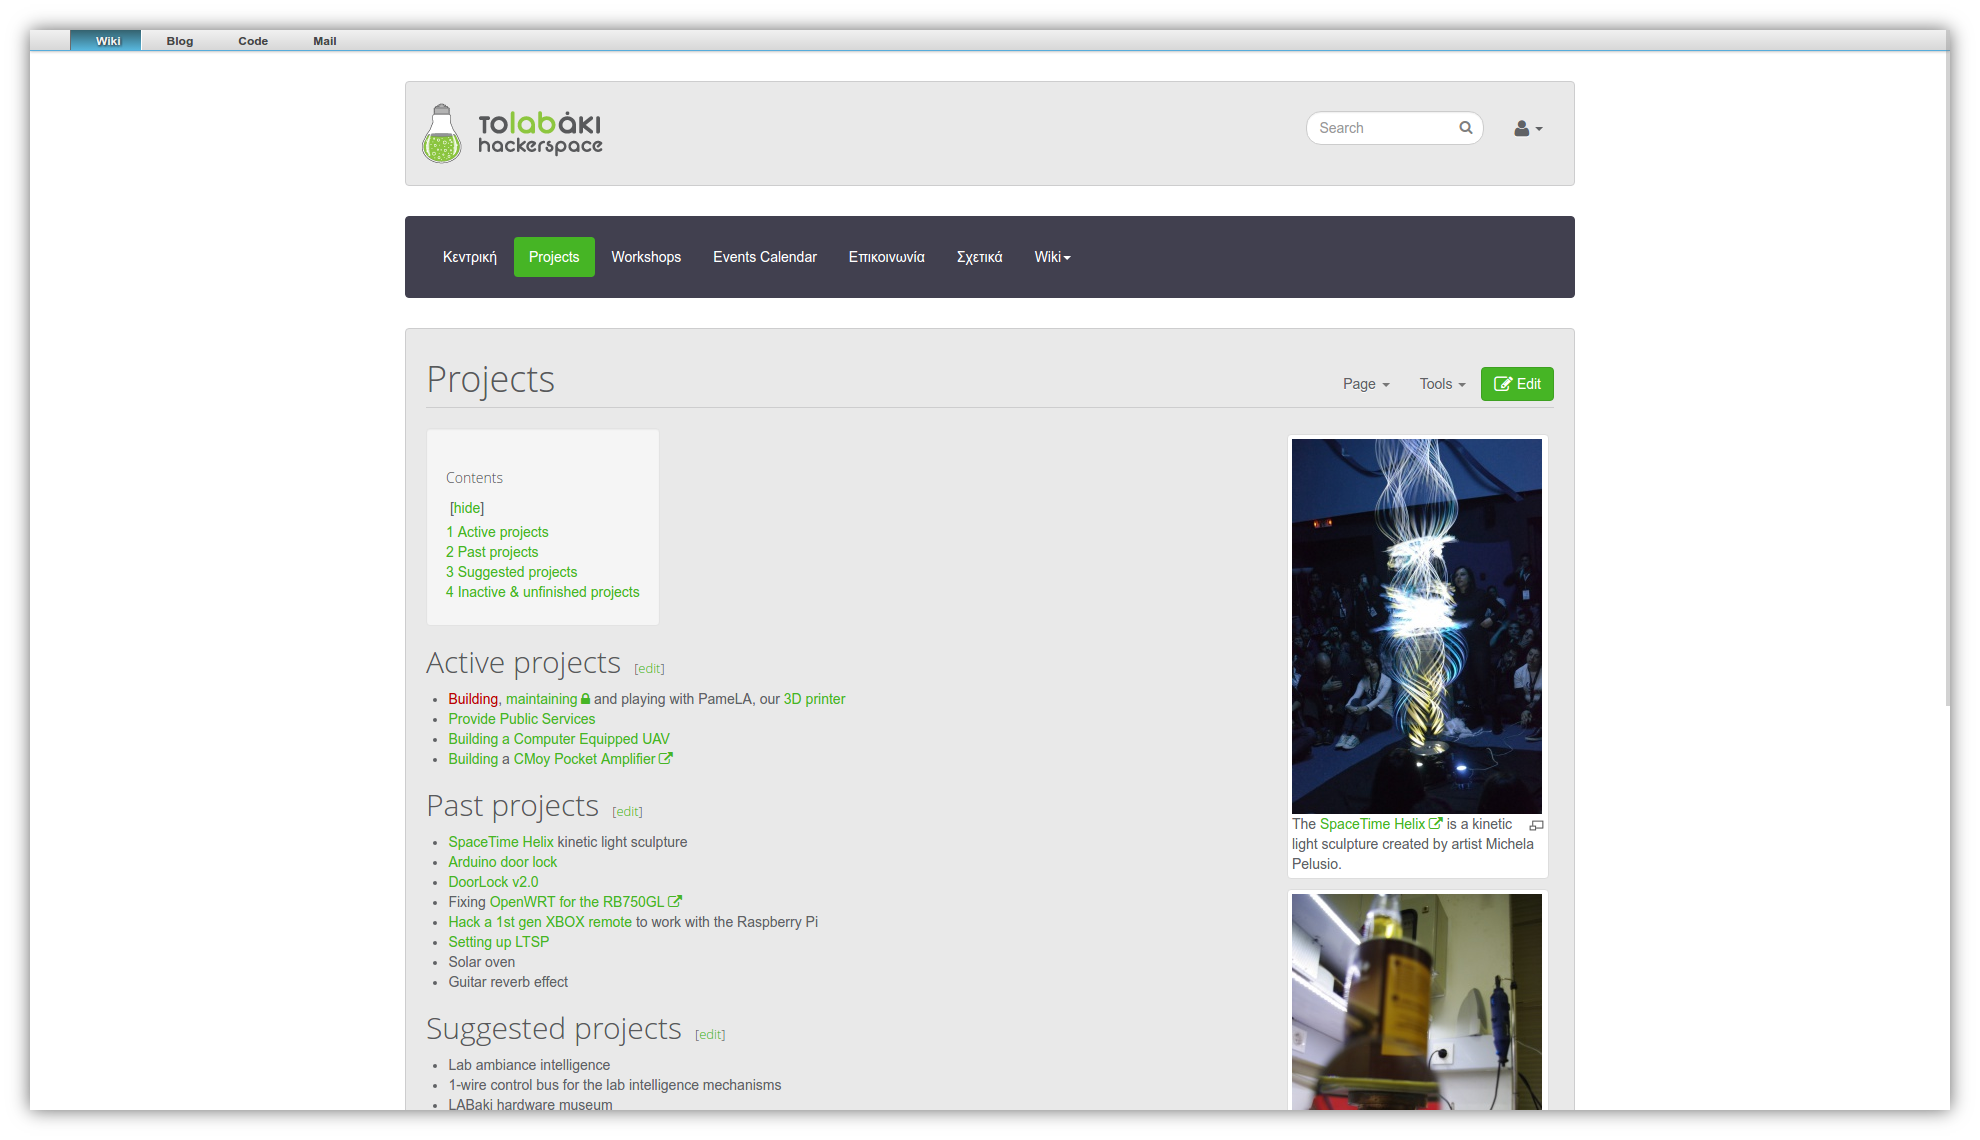 Wiki Blog Code Mail
τοlabάκι
hackerspace
Search
Κεντρική Projects Workshops Events Calendar Επικοινωνία Σχετικά Wiki
Projects
Page Tools Edit
Contents
[hide]
1 Active projects
2 Past projects
3 Suggested projects
4 Inactive & unfinished projects
Active projects [edit]
Building, maintaining and playing with PameLA, our 3D printer
Provide Public Services
Building a Computer Equipped UAV
Building a CMoy Pocket Amplifier
Past projects [edit]
SpaceTime Helix kinetic light sculpture
Arduino door lock
DoorLock v2.0
Fixing OpenWRT for the RB750GL
Hack a 1st gen XBOX remote to work with the Raspberry Pi
Setting up LTSP
Solar oven
Guitar reverb effect
Suggested projects [edit]
Lab ambiance intelligence
1-wire control bus for the lab intelligence mechanisms
LABaki hardware museum
The SpaceTime Helix is a kinetic
light sculpture created by artist Michela
Pelusio.